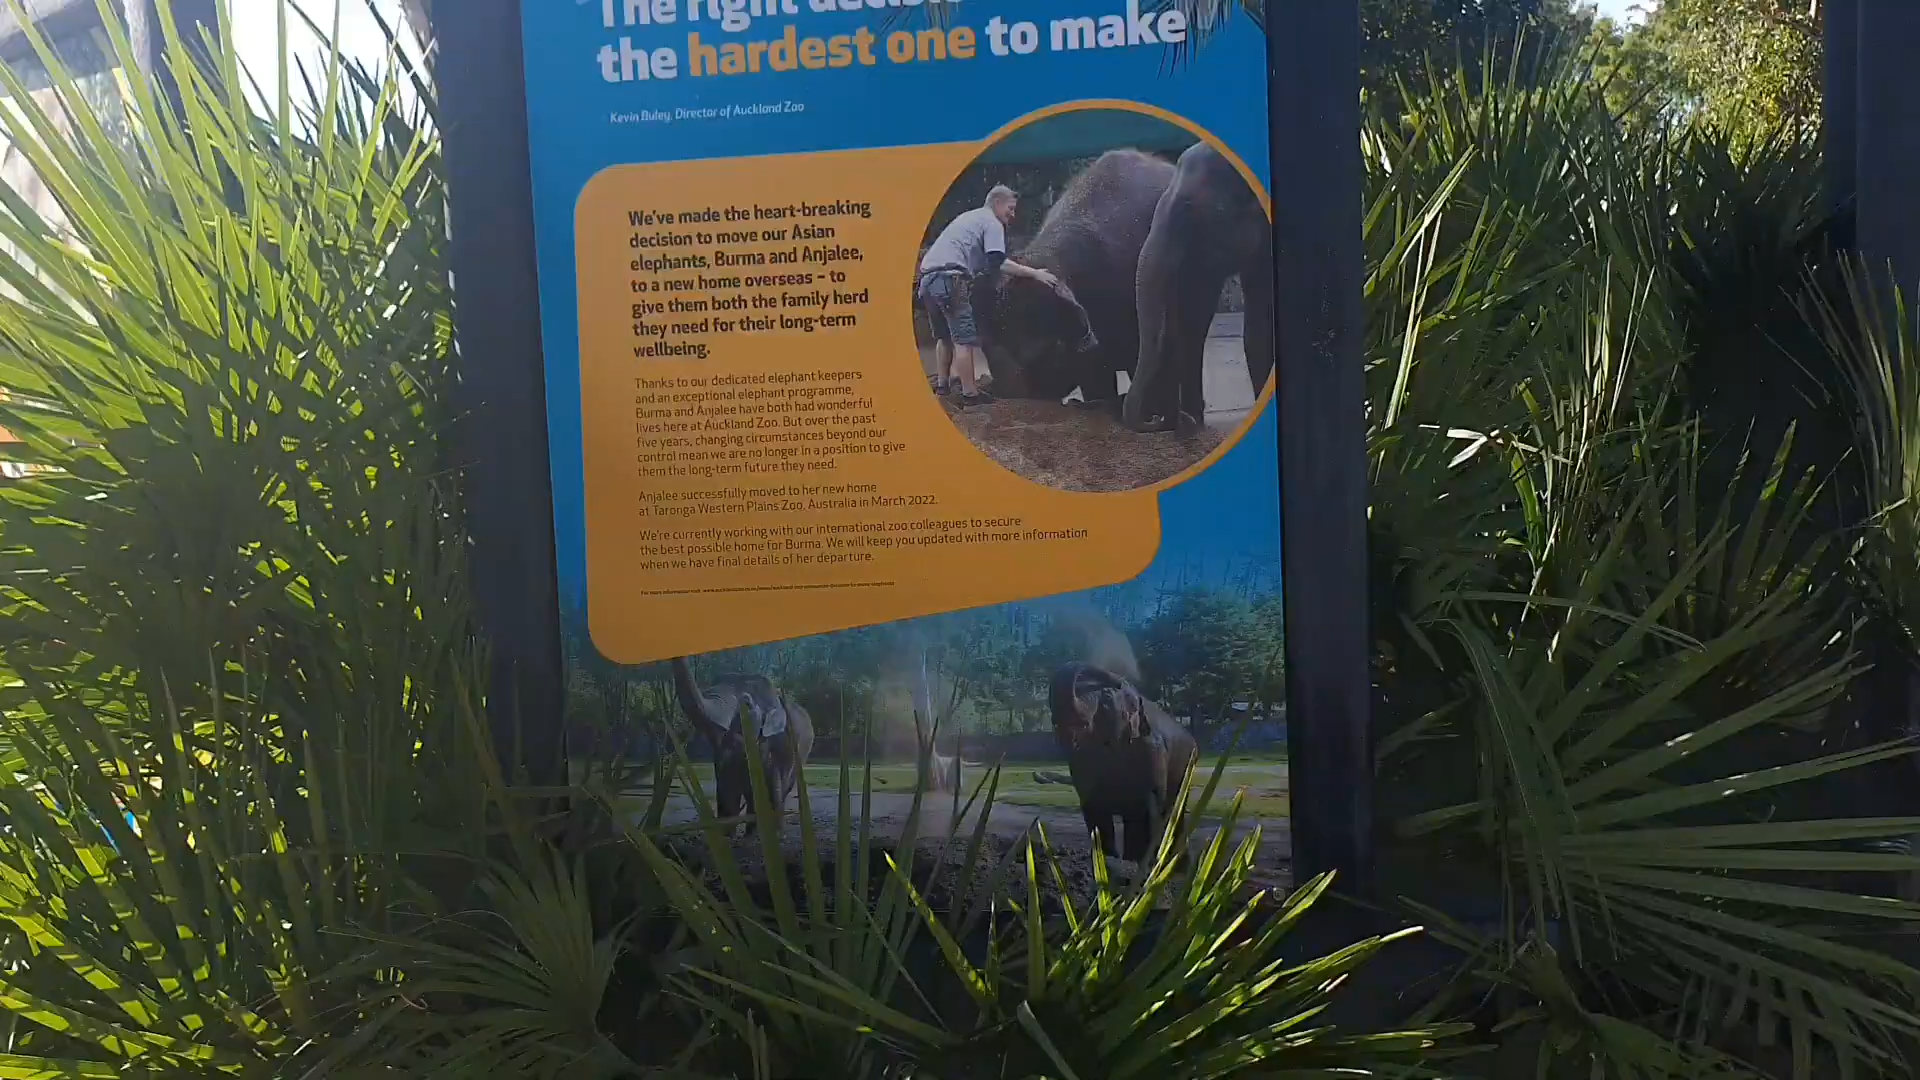 The right
the hardest one to make
Kevin Buley, Director of Auckland Zoo
We've made the heart-breaking
decision to move our Asian
elephants, Burma and Anjalee,
to a new home overseas – to
give them both the family herd
they need for their long-term
wellbeing.
Thanks to our dedicated elephant keepers
and an exceptional elephant programme,
Burma and Anjalee have both had wonderful
lives here at Auckland Zoo. But over the past
five years, changing circumstances beyond our
control mean we are no longer in a position to give
them the long-term future they need.
Anjalee successfully moved to her new home
at Taronga Western Plains Zoo, Australia in March 2022.
We're currently working with our international zoo colleagues to secure
the best possible home for Burma. We will keep you updated with more information
when we have final details of her departure.
For more information visit